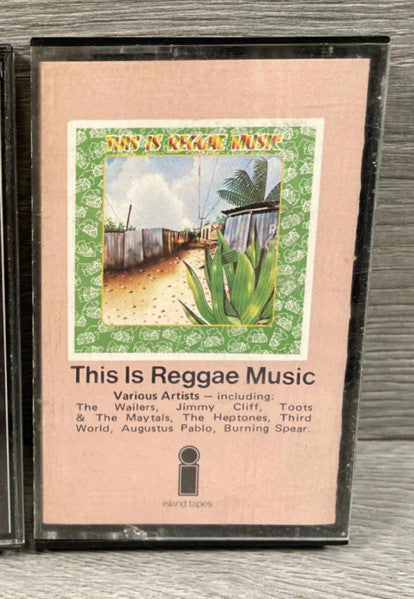 THIS IS REGGAE MUSIC
This Is Reggae Music
Various Artists – including:
The Wailers, Jimmy Cliff, Toots
& The Maytals, The Heptones, Third
World, Augustus Pablo, Burning Spear.
island tapes